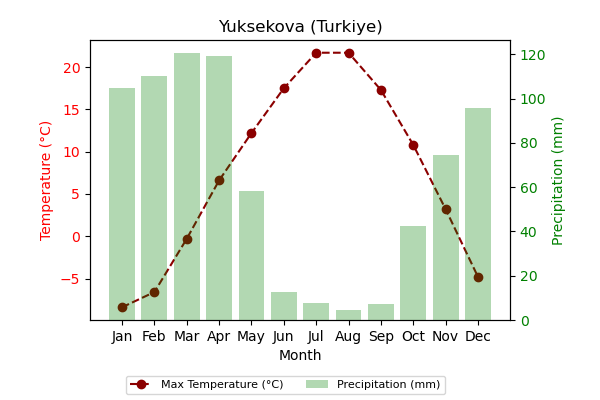 Yuksekova (Turkiye)
Temperature (°C)
20
15
10
5
0
−5
120
100
80
60
40
20
0
Precipitation (mm)
Jan Feb Mar Apr May Jun Jul Aug Sep Oct Nov Dec
Month
Max Temperature (°C) Precipitation (mm)